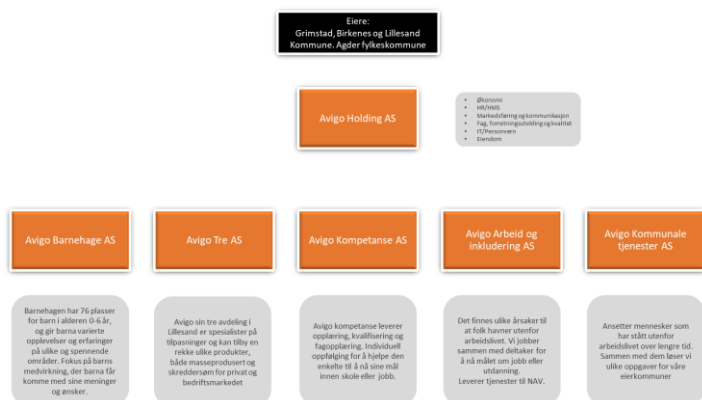 Eiere:
Grimstad, Birkenes og Lillesand
Kommune. Agder fylkeskommune
Avigo Holding AS
• Økonomi
• HR/HMS
• Markedsføring og kommunikasjon
• Fag, forretningsutvikling og kvalitet
• IT/Personvern
• Eiendom
Avigo Barnehage AS
Avigo Tre AS
Avigo Kompetanse AS
Avigo Arbeid og
inkludering AS
Avigo Kommunale
tjenester AS
Barnehagen har 76 plasser
for barn i alderen 0-6 år,
og gir barna varierte
opplevelser og erfaringer
på ulike og spennende
områder. Fokus på barns
medvirkning, der barna får
komme med sine meninger
og ønsker.
Avigo sin tre avdeling i
Lillesand er spesialister på
tilpasninger og kan tilby en
rekke ulike produkter,
både masseprodusert og
skreddersøm for privat og
bedriftsmarkedet
Avigo kompetanse leverer
opplæring, kvalifisering og
fagopplæring. Individuell
oppfølging for å hjelpe den
enkelte til å nå sine mål
innen skole eller jobb.
Det finnes ulike årsaker til
at folk havner utenfor
arbeidslivet. Vi jobber
sammen med deltaker for
å nå målet om jobb eller
utdanning.
Leverer tjenester til NAV.
Ansetter mennesker som
har stått utenfor
arbeidslivet over lengre tid.
Sammen med dem løser vi
ulike oppgaver for våre
eierkommuner